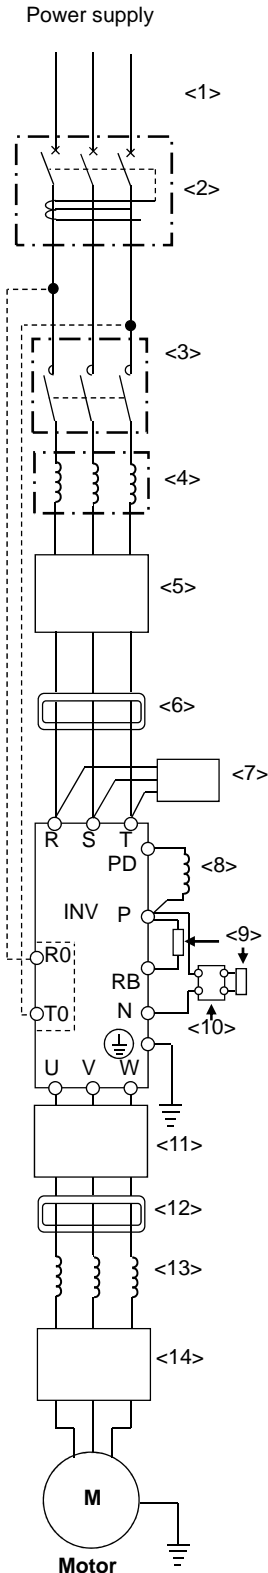 Power supply
<1>
<2>
<3>
<4>
<5>
<6>
<7>
R S T
PD
<8>
INV P
<9>
R0
RB
N
<10>
T0
U V W
<11>
<12>
<13>
<14>
M
Motor